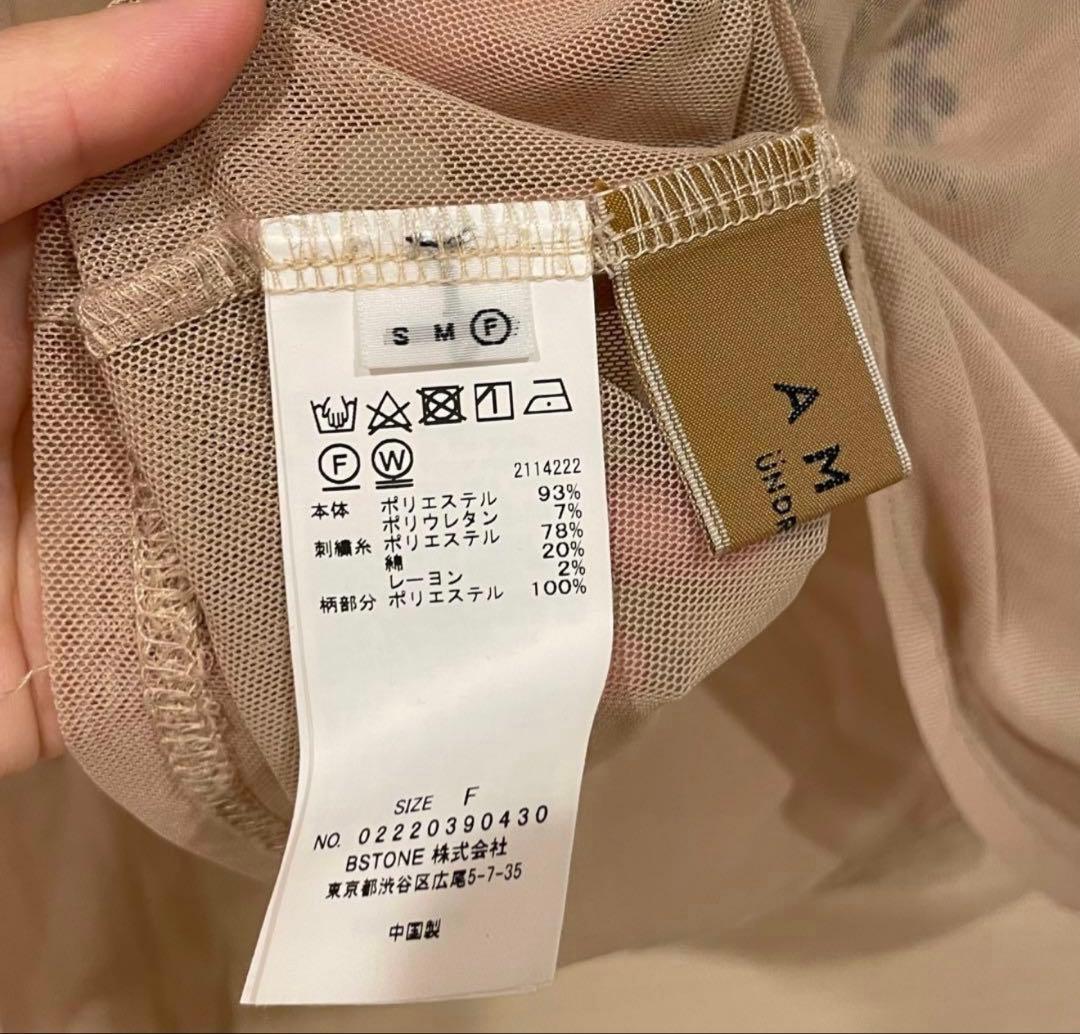 S M F
F W
2114222
本体 ポリエステル 93%
ポリウレタン 7%
刺繍糸 ポリエステル 78%
綿 20%
レーヨン 2%
柄部分 ポリエステル 100%
SIZE F
NO. 02220390430
BSTONE 株式会社
東京都渋谷区広尾5-7-35
中国製
A M
UNDR